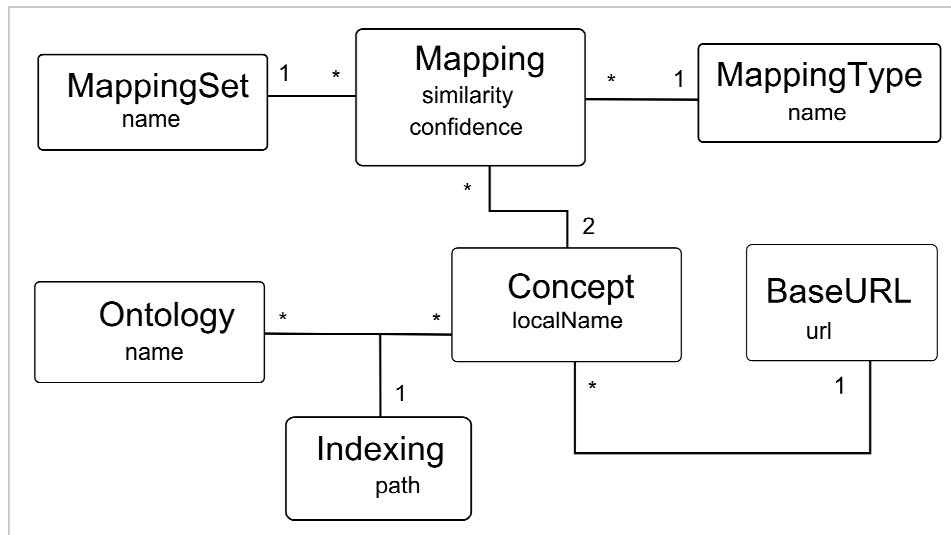 MappingSet
name
1
*
Mapping
similarity
confidence
*
1
MappingType
name
*
2
Ontology
name
*
*
Concept
localName
BaseURL
url
1
*
1
Indexing
path